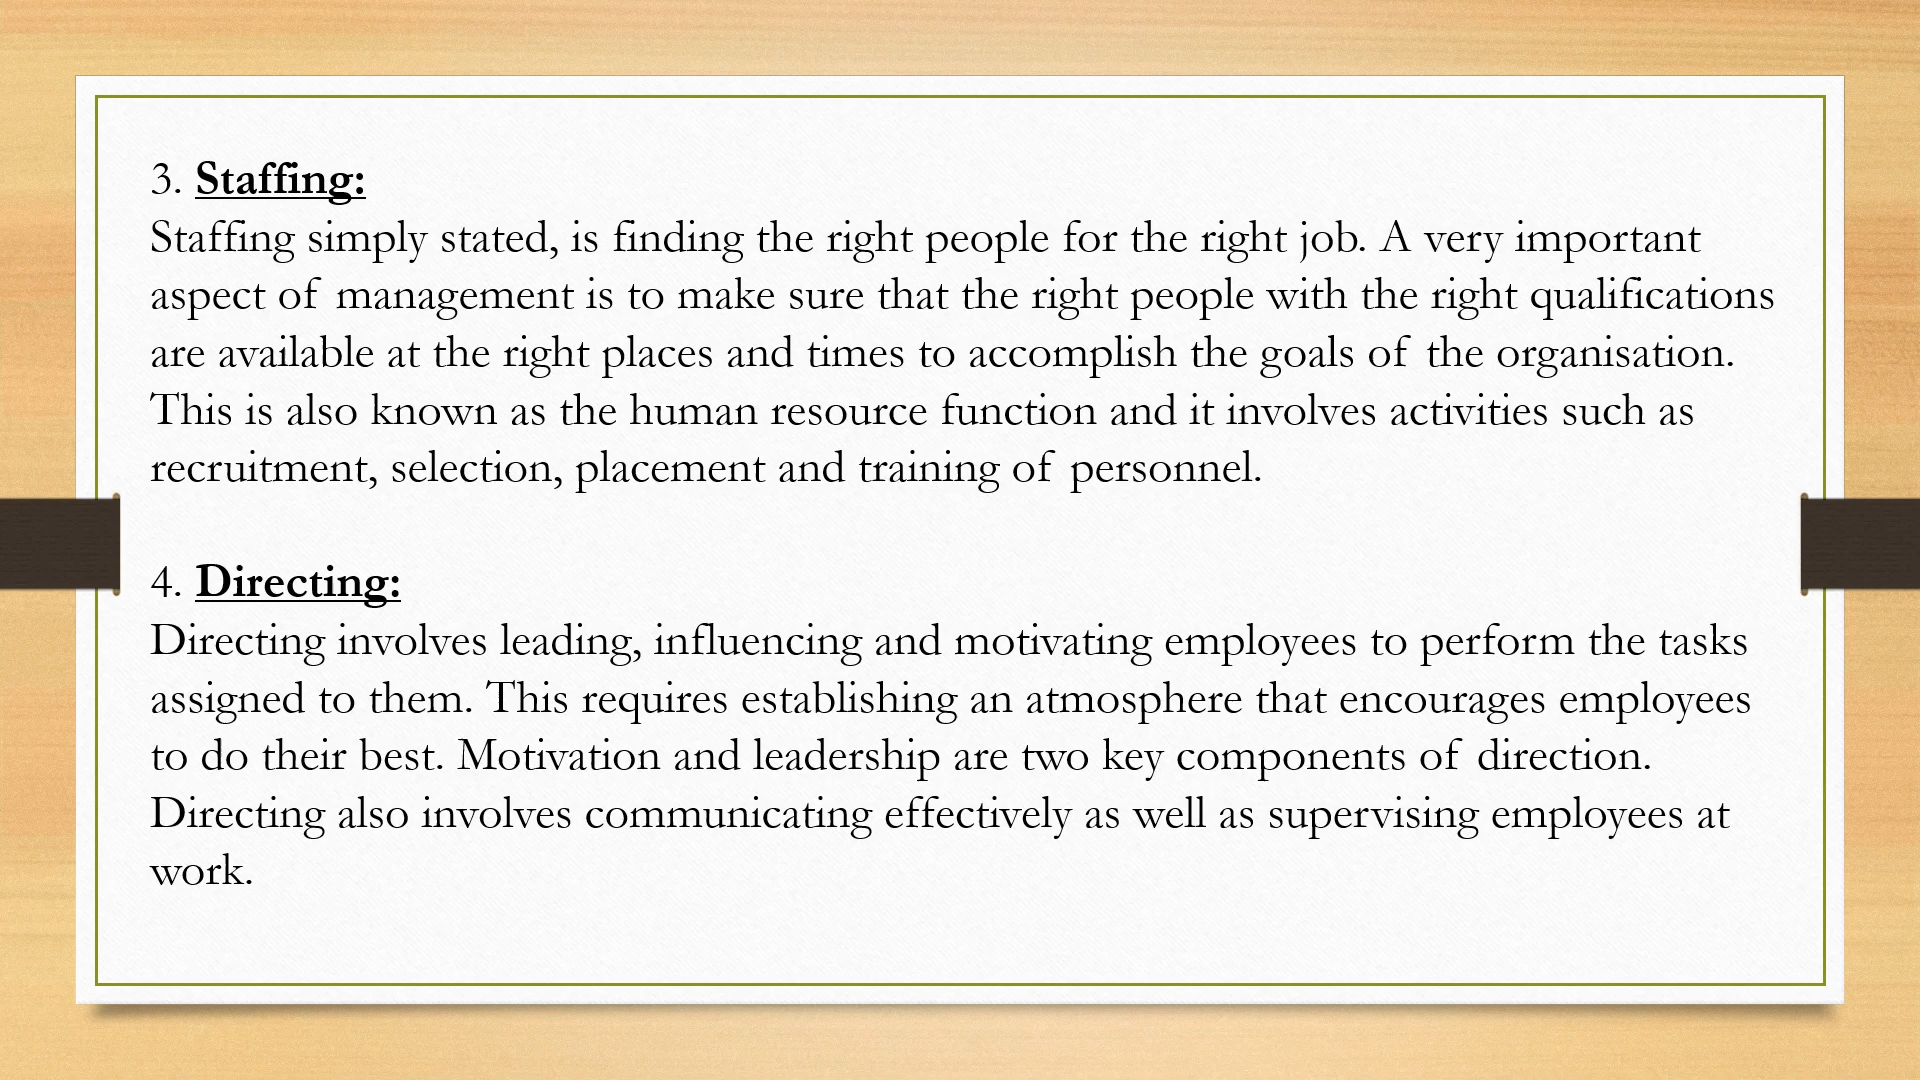 3. Staffing:
Staffing simply stated, is finding the right people for the right job. A very important
aspect of management is to make sure that the right people with the right qualifications
are available at the right places and times to accomplish the goals of the organisation.
This is also known as the human resource function and it involves activities such as
recruitment, selection, placement and training of personnel.
4. Directing:
Directing involves leading, influencing and motivating employees to perform the tasks
assigned to them. This requires establishing an atmosphere that encourages employees
to do their best. Motivation and leadership are two key components of direction.
Directing also involves communicating effectively as well as supervising employees at
work.